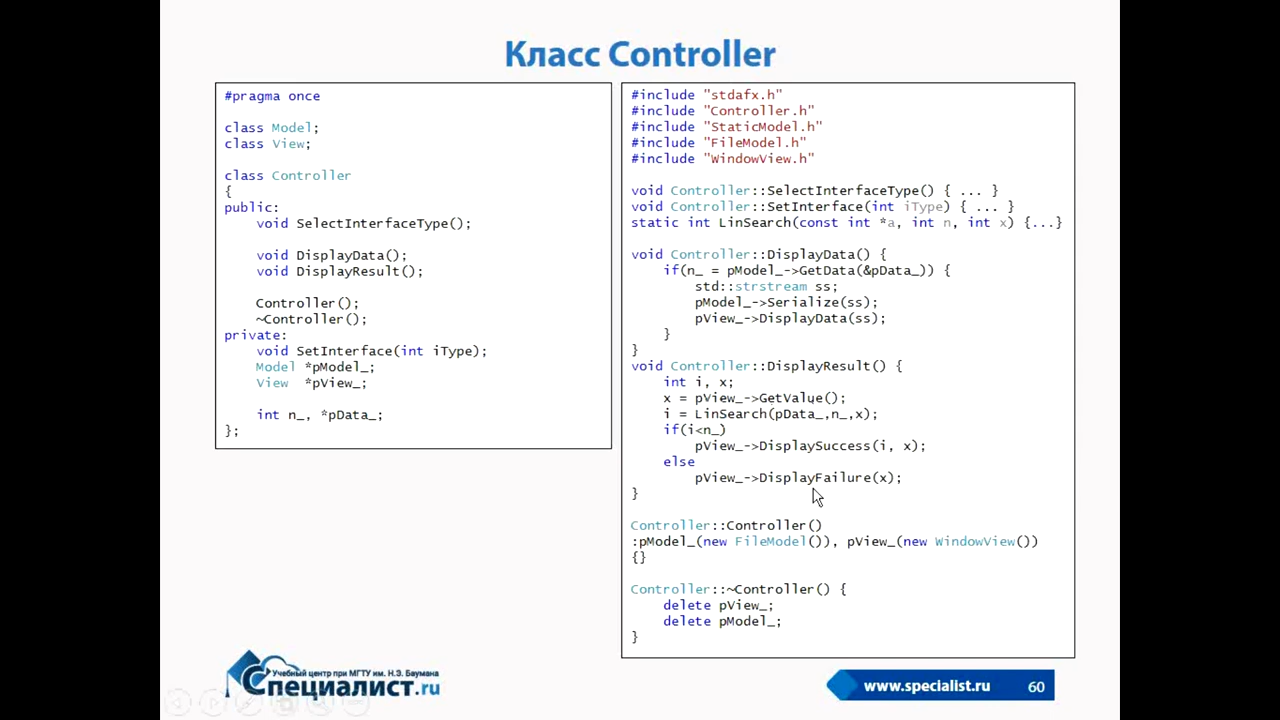 Класс Controller
#pragma once
class Model;
class View;
class Controller
{
public:
void SelectInterfaceType();
void DisplayData();
void DisplayResult();
Controller();
~Controller();
private:
void SetInterface(int iType);
Model *pModel_;
View *pView_;
int n_, *pData_;
};
#include "stdafx.h"
#include "Controller.h"
#include "StaticModel.h"
#include "FileModel.h"
#include "WindowView.h"
void Controller::SelectInterfaceType() { ... }
void Controller::SetInterface(int iType) { ... }
static int LinSearch(const int *a, int n, int x) {...}
void Controller::DisplayData() {
if(n_ = pModel_->GetData(&pData_)) {
std::strstream ss;
pModel_->Serialize(ss);
pView_->DisplayData(ss);
}
}
void Controller::DisplayResult() {
int i, x;
x = pView_->GetValue();
i = LinSearch(pData_,n_,x);
if(i<n_)
pView_->DisplaySuccess(i, x);
else
pView_->DisplayFailure(x);
}
Controller::Controller()
:pModel_(new FileModel()), pView_(new WindowView())
{}
Controller::~Controller() {
delete pView_;
delete pModel_;
}
Учебный центр при МГТУ им. Н.Э. Баумана
Специалист.ru
www.specialist.ru 60